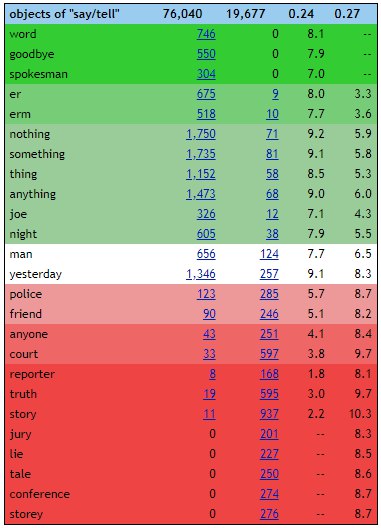 objects of "say/tell" 76,040 19,677 0.24 0.27
word 746 0 8.1 --
goodbye 550 0 7.9 --
spokesman 304 0 7.0 --
er 675 9 8.0 3.3
erm 518 10 7.7 3.6
nothing 1,750 71 9.2 5.9
something 1,735 81 9.1 5.8
thing 1,152 58 8.5 5.3
anything 1,473 68 9.0 6.0
joe 326 12 7.1 4.3
night 605 38 7.9 5.5
man 656 124 7.7 6.5
yesterday 1,346 257 9.1 8.3
police 123 285 5.7 8.7
friend 90 246 5.1 8.2
anyone 43 251 4.1 8.4
court 33 597 3.8 9.7
reporter 8 168 1.8 8.1
truth 19 595 3.0 9.7
story 11 937 2.2 10.3
jury 0 201 -- 8.3
lie 0 227 -- 8.5
tale 0 250 -- 8.6
conference 0 274 -- 8.7
storey 0 276 -- 8.7